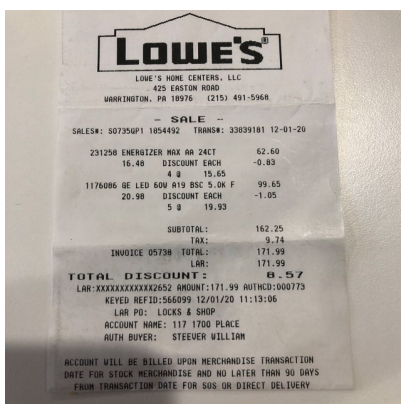 LOWE'S®
LOWE'S HOME CENTERS, LLC
425 EASTON ROAD
WARRINGTON, PA 18976 (215) 491-5968
- SALE -
SALES#: SO735QP1 1854492 TRANS#: 33839181 12-01-20
231258 ENERGIZER MAX AA 24CT 62.60
16.48 DISCOUNT EACH -0.83
4 @ 15.65
1176086 GE LED 60W A19 BSC 5.0K F 99.65
20.98 DISCOUNT EACH -1.05
5 @ 19.93
SUBTOTAL: 162.25
TAX: 9.74
INVOICE 05738 TOTAL: 171.99
LAR: 171.99
TOTAL DISCOUNT: 8.57
LAR:XXXXXXXXXXXX2652 AMOUNT:171.99 AUTHCD:000773
KEYED REFID:566099 12/01/20 11:13:06
LAR PO: LOCKS & SHOP
ACCOUNT NAME: 117 1700 PLACE
AUTH BUYER: STEEVER WILLIAM
ACCOUNT WILL BE BILLED UPON MERCHANDISE TRANSACTION
DATE FOR STOCK MERCHANDISE AND NO LATER THAN 90 DAYS
FROM TRANSACTION DATE FOR SOS OR DIRECT DELIVERY